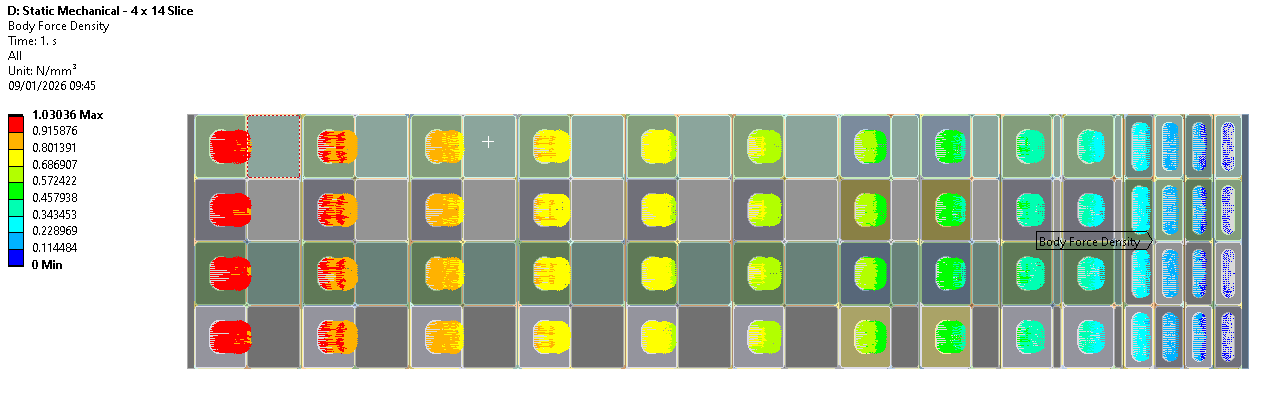 D: Static Mechanical - 4 x 14 Slice
Body Force Density
Time: 1. s
All
Unit: N/mm³
09/01/2026 09:45
1.03036 Max
0.915876
0.801391
0.686907
0.572422
0.457938
0.343453
0.228969
0.114484
0 Min
Body Force Density